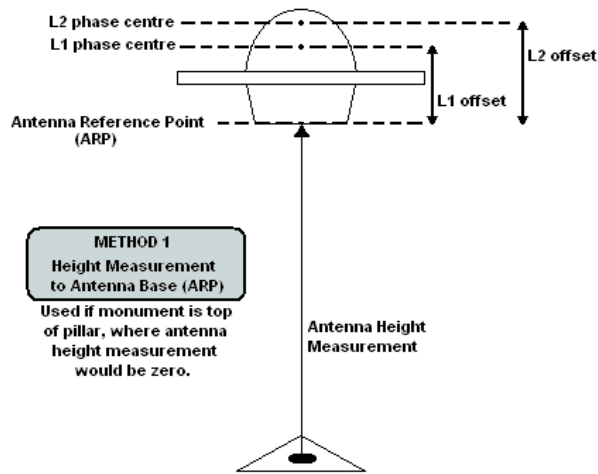 L2 phase centre
L1 phase centre
L2 offset
L1 offset
Antenna Reference Point
(ARP)
METHOD 1
Height Measurement
to Antenna Base (ARP)
Used if monument is top
of pillar, where antenna
height measurement
would be zero.
Antenna Height
Measurement